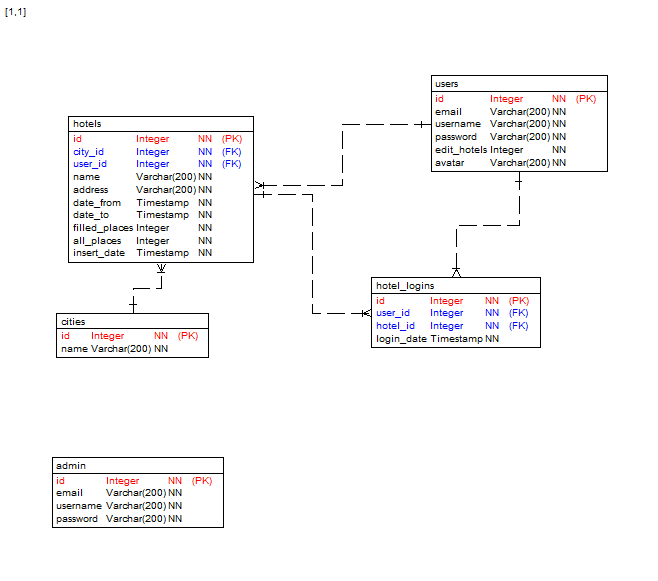 [1,1]
users
id Integer NN (PK)
email Varchar(200) NN
username Varchar(200) NN
password Varchar(200) NN
edit_hotels Integer NN
avatar Varchar(200) NN
hotels
id Integer NN (PK)
city_id Integer NN (FK)
user_id Integer NN (FK)
name Varchar(200) NN
address Varchar(200) NN
date_from Timestamp NN
date_to Timestamp NN
filled_places Integer NN
all_places Integer NN
insert_date Timestamp NN
hotel_logins
id Integer NN (PK)
user_id Integer NN (FK)
hotel_id Integer NN (FK)
login_date Timestamp NN
cities
id Integer NN (PK)
name Varchar(200) NN
admin
id Integer NN (PK)
email Varchar(200) NN
username Varchar(200) NN
password Varchar(200) NN